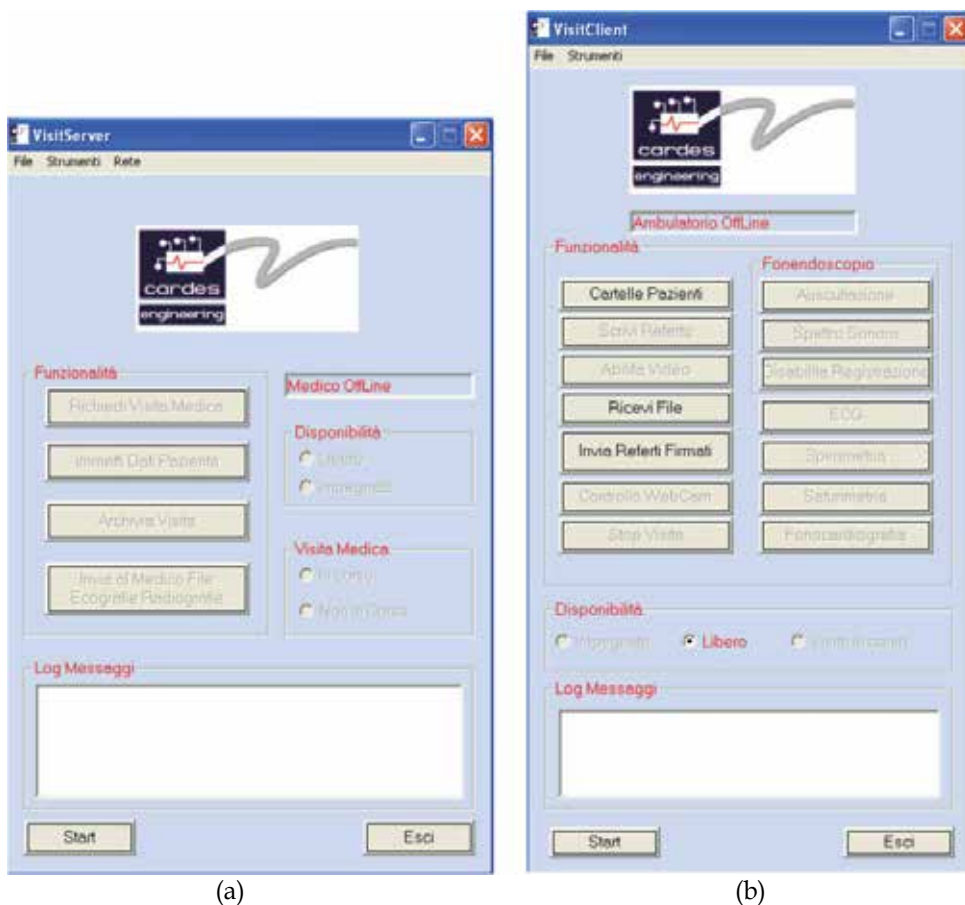 VisitServer
File Strumenti Rete
cardes
engineering
Funzionalità
Richiedi Visita Medica
Immetti Dati Paziente
Archivia Visita
Invia al Medico File
Ecografie Radiografie
Medico OffLine
Disponibilità
Libero
Impegnato
Visita Medica
In Corso
Non in Corso
Log Messaggi
Start
Esci
(a)
VisitClient
File Strumenti
cardes
engineering
Ambulatorio OffLine
Funzionalità
Cartelle Pazienti
Scrivi Referto
Abilita Video
Ricevi File
Invia Referti Firmati
Controllo WebCam
Stop Visita
Fonendoscopio
Auscultazione
Spettro Sonoro
Disabilita Registrazione
ECG
Spirometria
Saturimetria
Fonocardiografia
Disponibilità
Impegnato Libero
Log Messaggi
Start
Esci
(b)